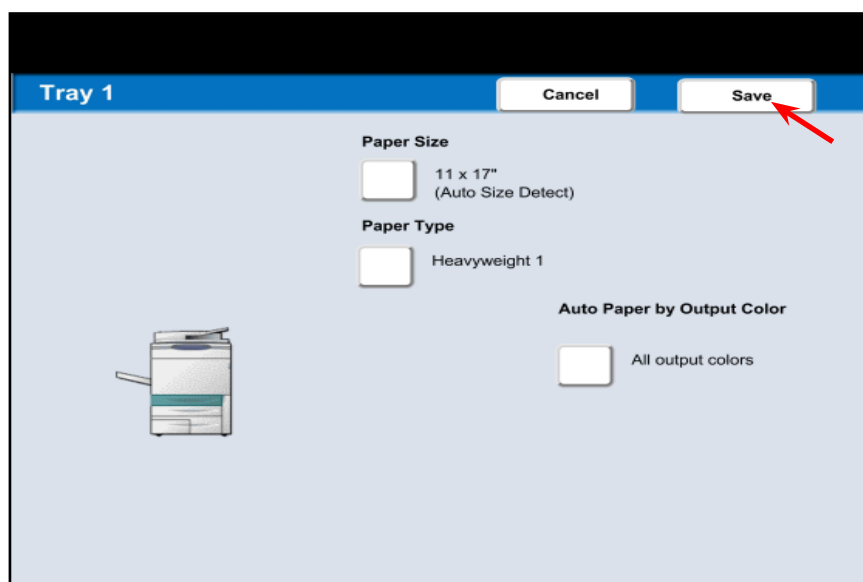 Tray 1
Cancel
Save
Paper Size
11 x 17"
(Auto Size Detect)
Paper Type
Heavyweight 1
Auto Paper by Output Color
All output colors